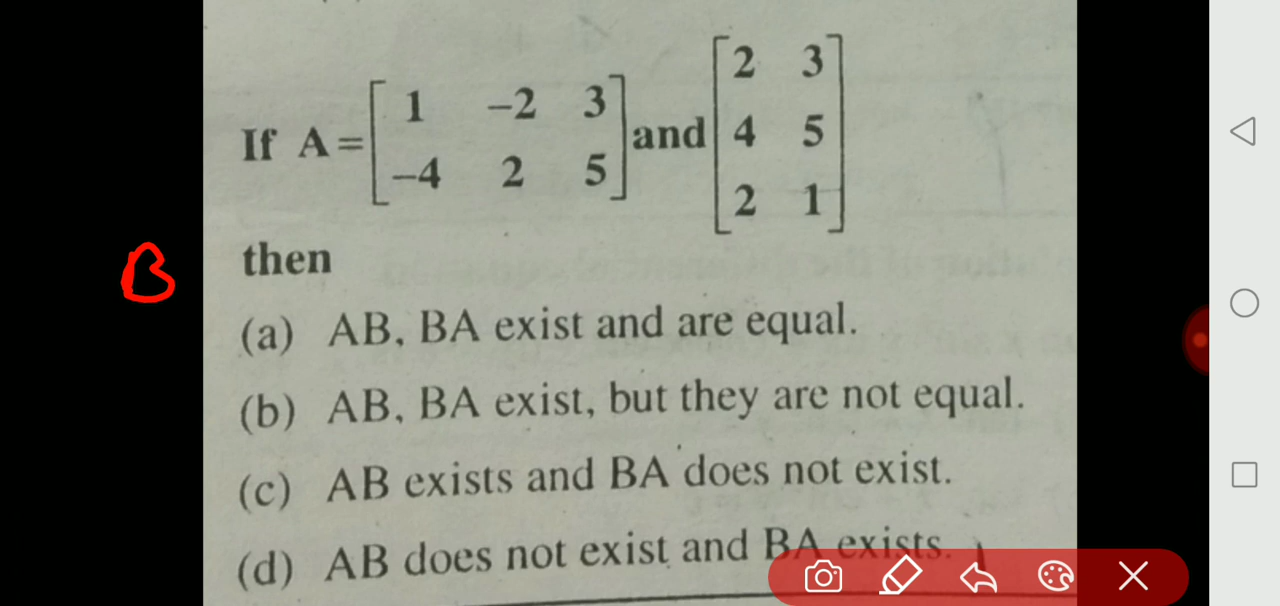 If A = [ 1 -2 3 ] and [ 2 3 ]
[ -4 2 5 ] [ 4 5 ]
[ 2 1 ]
B
then
(a) AB, BA exist and are equal.
(b) AB, BA exist, but they are not equal.
(c) AB exists and BA does not exist.
(d) AB does not exist and BA exists.